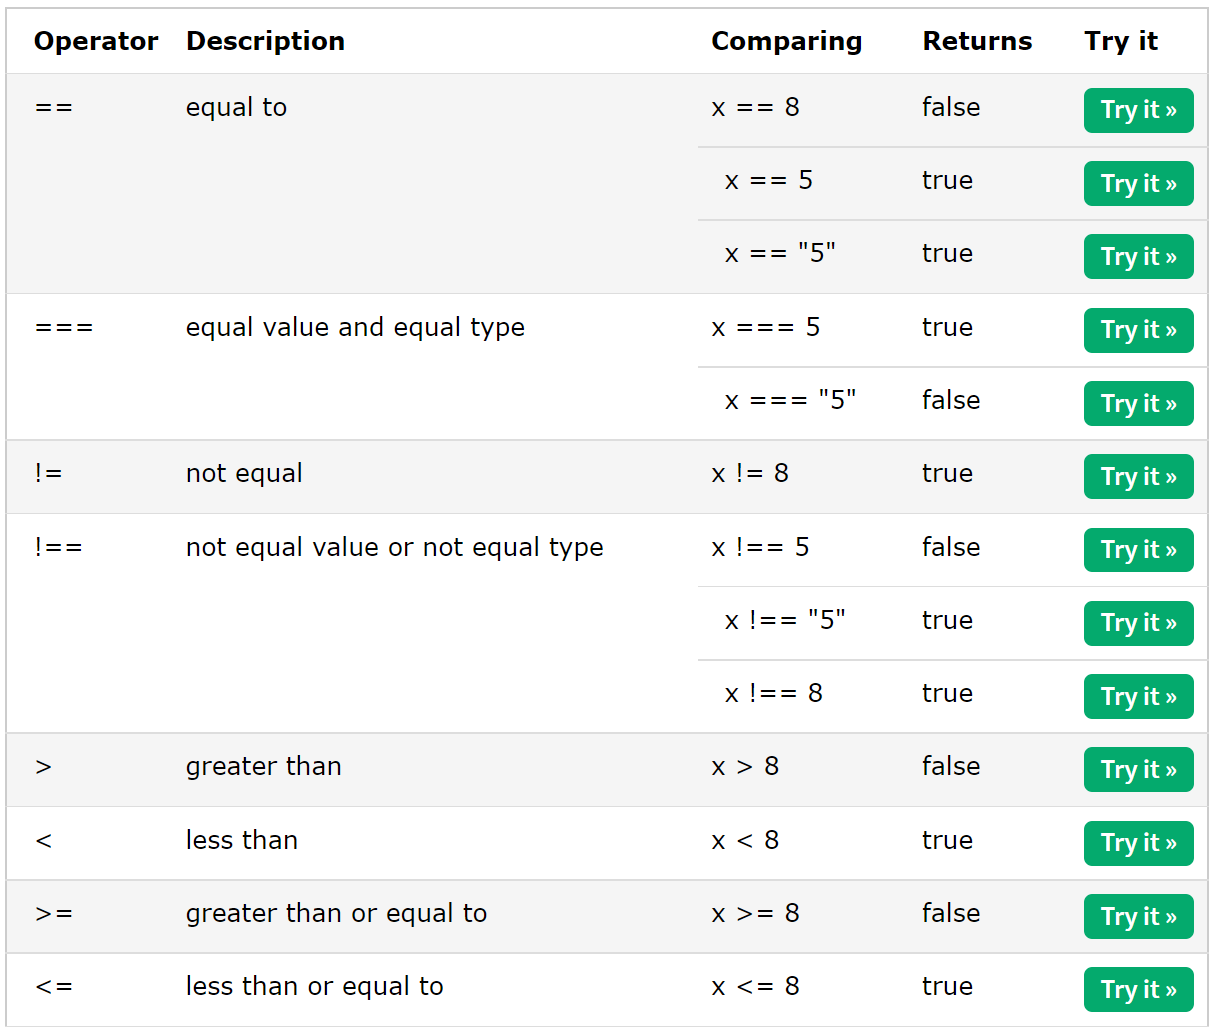 Operator Description Comparing Returns Try it
== equal to x == 8 false Try it »
x == 5 true Try it »
x == "5" true Try it »
=== equal value and equal type x === 5 true Try it »
x === "5" false Try it »
!= not equal x != 8 true Try it »
!== not equal value or not equal type x !== 5 false Try it »
x !== "5" true Try it »
x !== 8 true Try it »
> greater than x > 8 false Try it »
< less than x < 8 true Try it »
>= greater than or equal to x >= 8 false Try it »
<= less than or equal to x <= 8 true Try it »